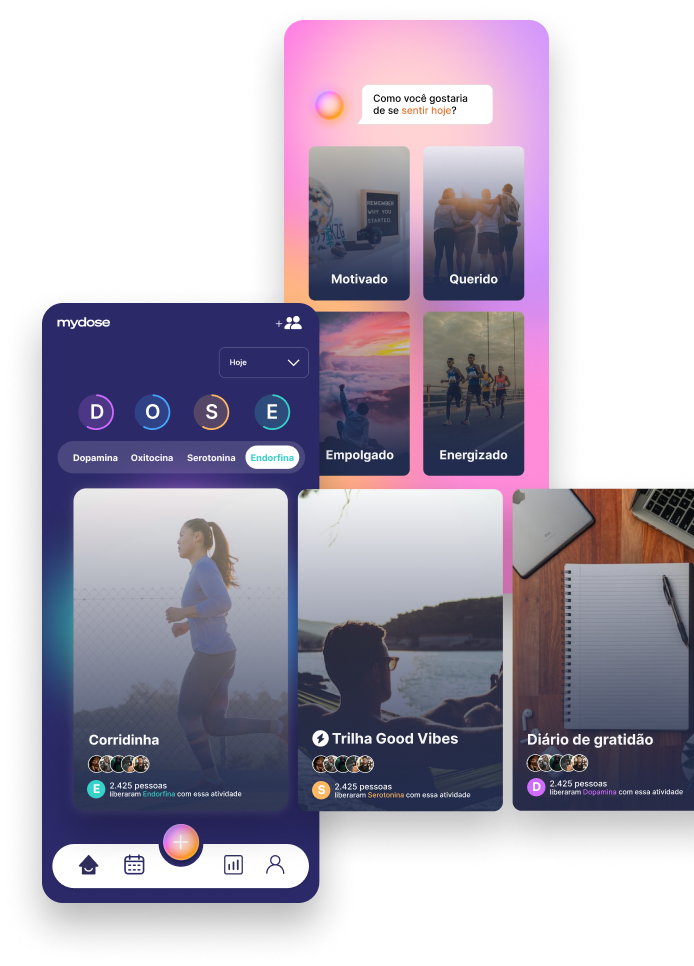 Como você gostaria
de se sentir hoje?
REMEMBER
WHY YOU
STARTED.
Motivado
Querido
Empolgado
Energizado
mydose
+
Hoje
D
O
S
E
Dopamina
Oxitocina
Serotonina
Endorfina
Corridinha
E
2.425 pessoas
liberaram Endorfina com essa atividade
Trilha Good Vibes
S
2.425 pessoas
liberaram Serotonina com essa atividade
Diário de gratidão
D
2.425 pessoas
liberaram Dopamina com essa atividade
+